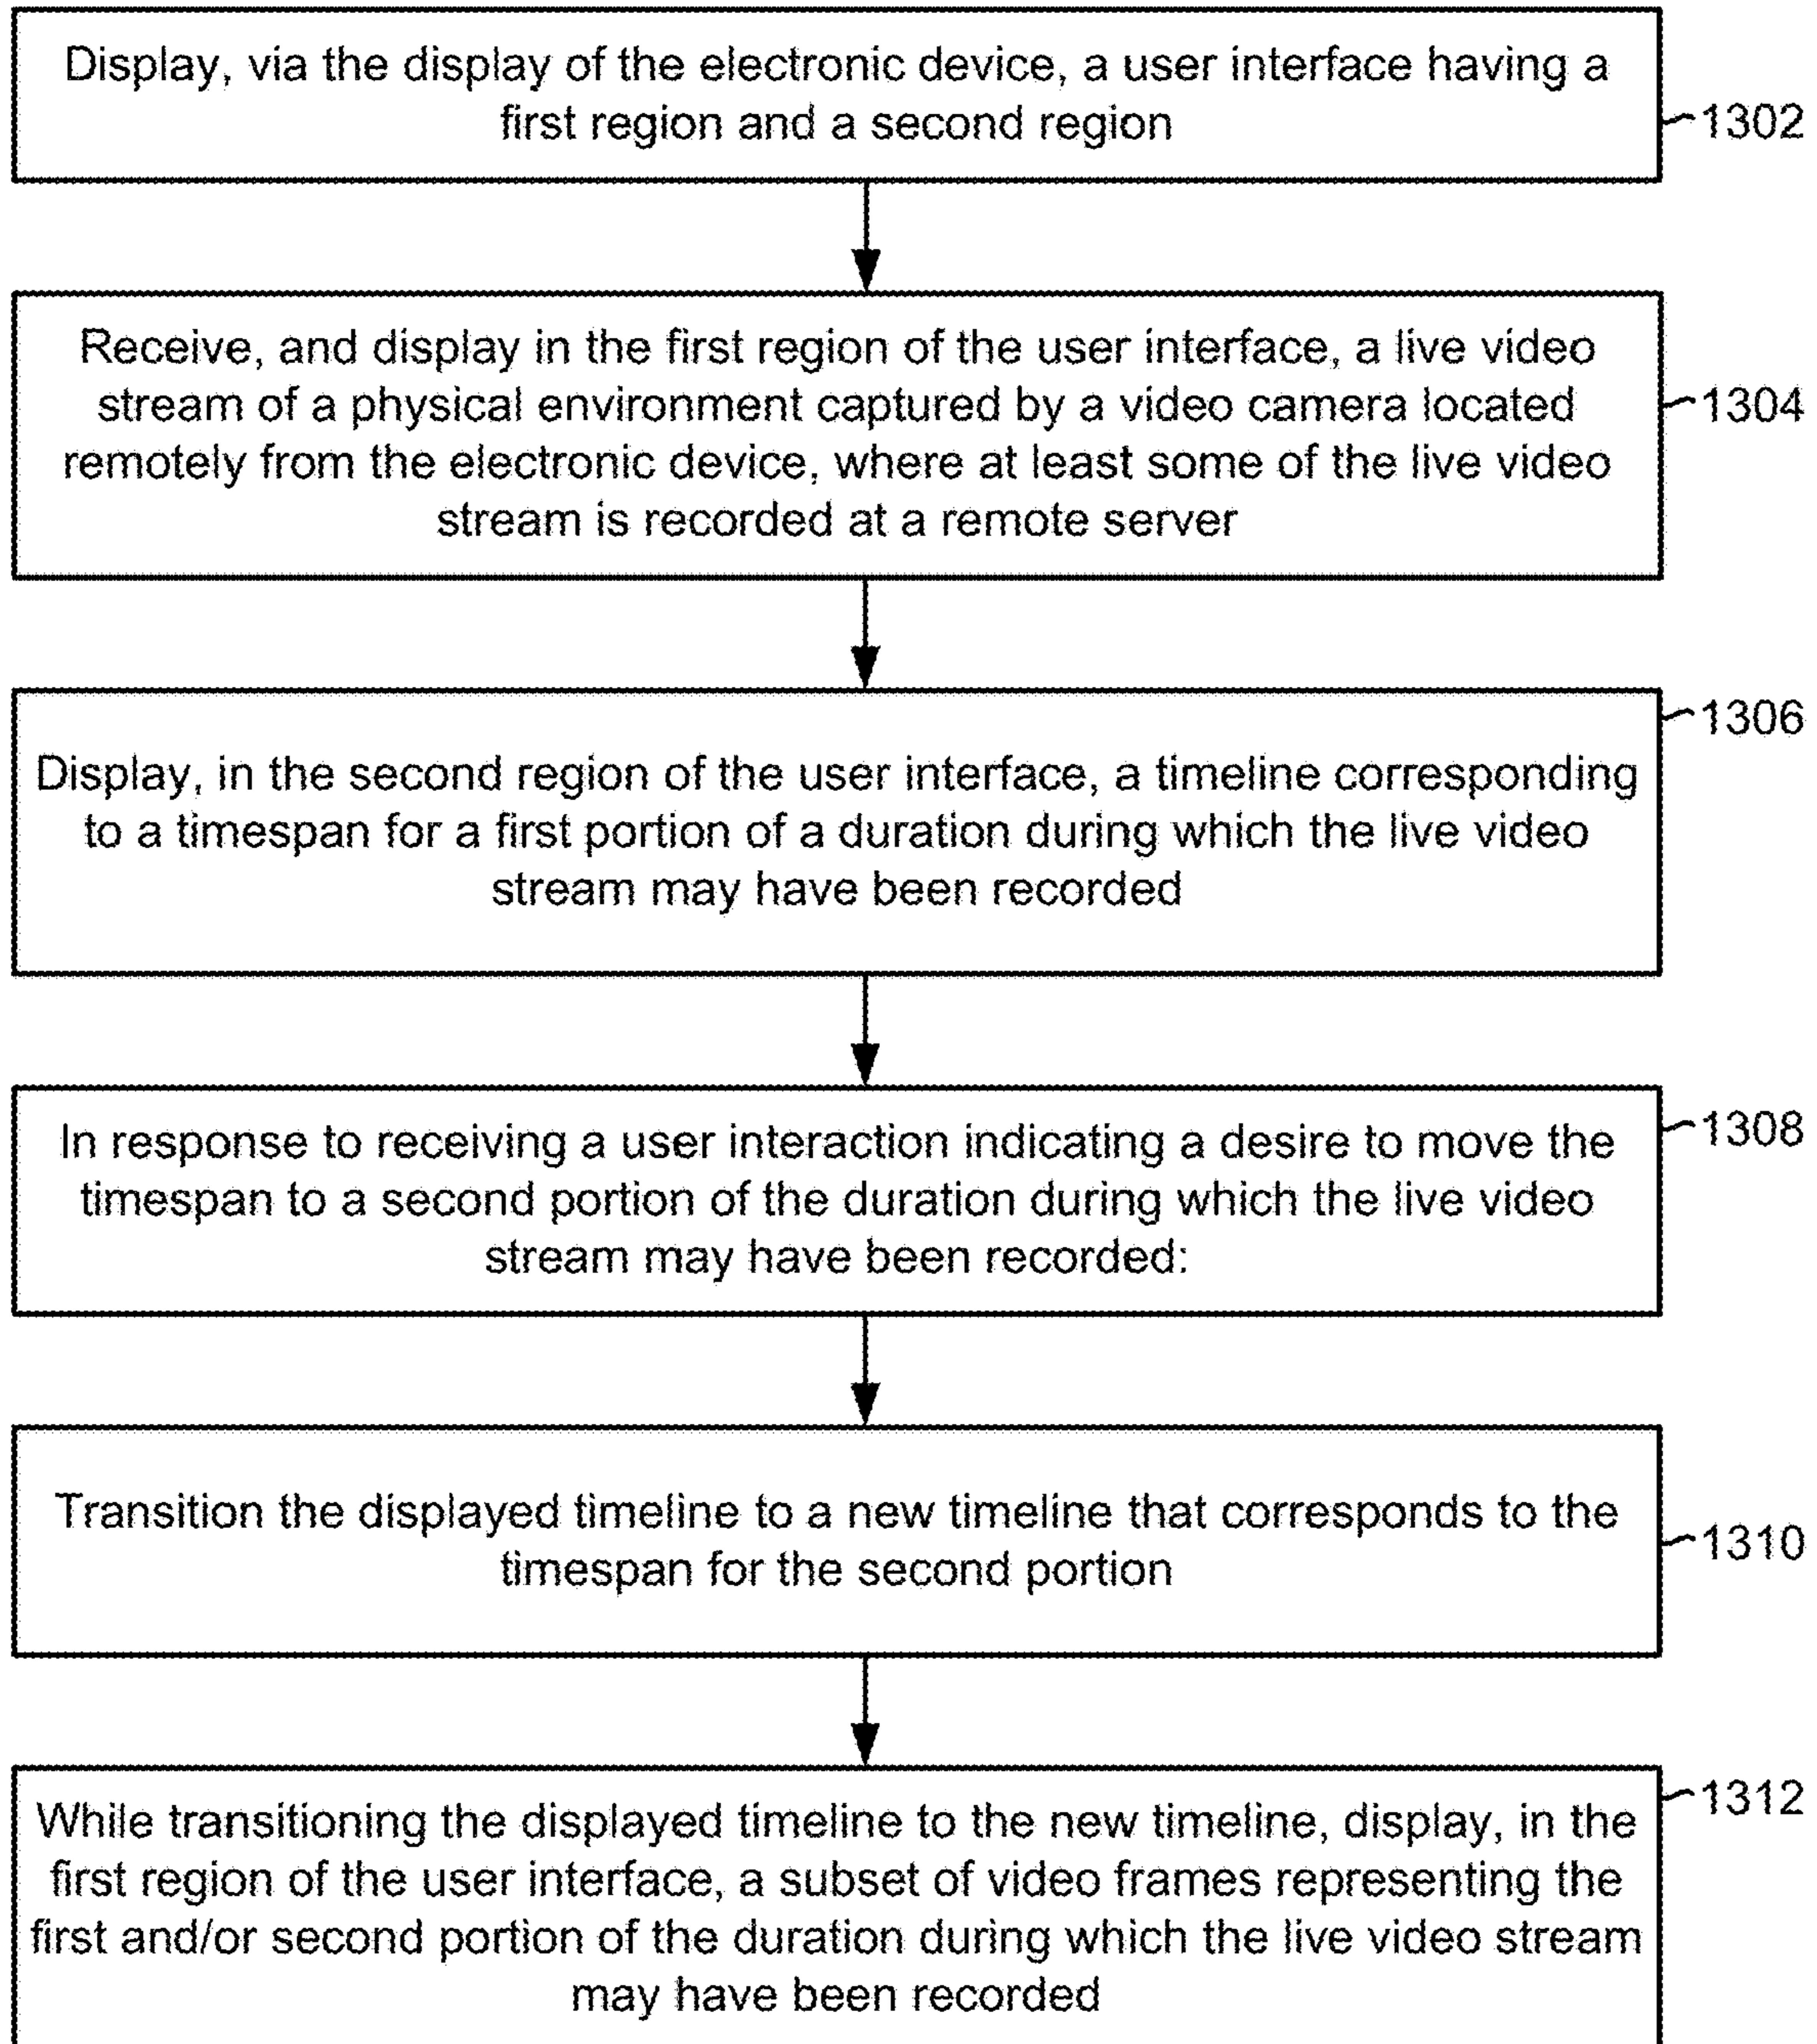 Display, via the display of the electronic device, a user interface having a
first region and a second region
1302
Receive, and display in the first region of the user interface, a live video
stream of a physical environment captured by a video camera located
remotely from the electronic device, where at least some of the live video
stream is recorded at a remote server
1304
1306
Display, in the second region of the user interface, a timeline corresponding
to a timespan for a first portion of a duration during which the live video
stream may have been recorded
1308
In response to receiving a user interaction indicating a desire to move the
timespan to a second portion of the duration during which the live video
stream may have been recorded:
Transition the displayed timeline to a new timeline that corresponds to the
timespan for the second portion
1310
1312
While transitioning the displayed timeline to the new timeline, display, in the
first region of the user interface, a subset of video frames representing the
first and/or second portion of the duration during which the live video stream
may have been recorded